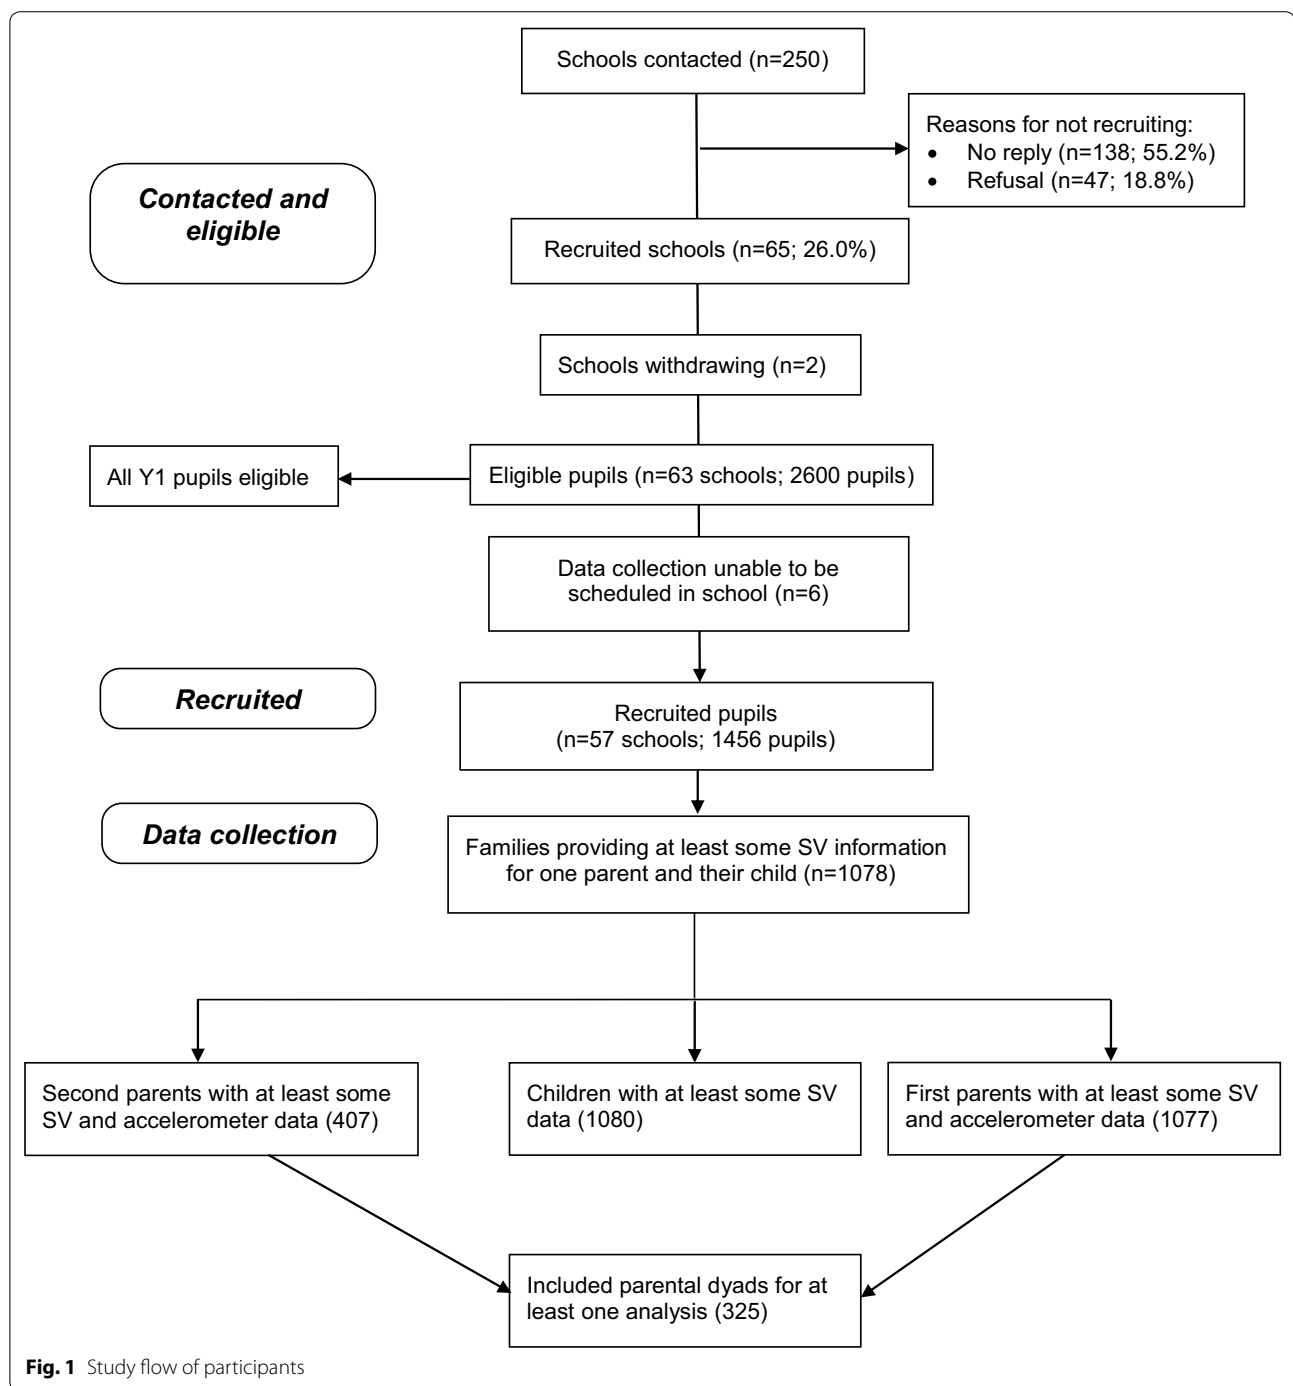 Schools contacted (n=250)
Reasons for not recruiting:
• No reply (n=138; 55.2%)
• Refusal (n=47; 18.8%)
Contacted and
eligible
Recruited schools (n=65; 26.0%)
Schools withdrawing (n=2)
All Y1 pupils eligible
Eligible pupils (n=63 schools; 2600 pupils)
Data collection unable to be
scheduled in school (n=6)
Recruited
Recruited pupils
(n=57 schools; 1456 pupils)
Data collection
Families providing at least some SV information
for one parent and their child (n=1078)
Second parents with at least some
SV and accelerometer data (407)
Children with at least some SV
data (1080)
First parents with at least some SV
and accelerometer data (1077)
Included parental dyads for at
least one analysis (325)
Fig. 1 Study flow of participants